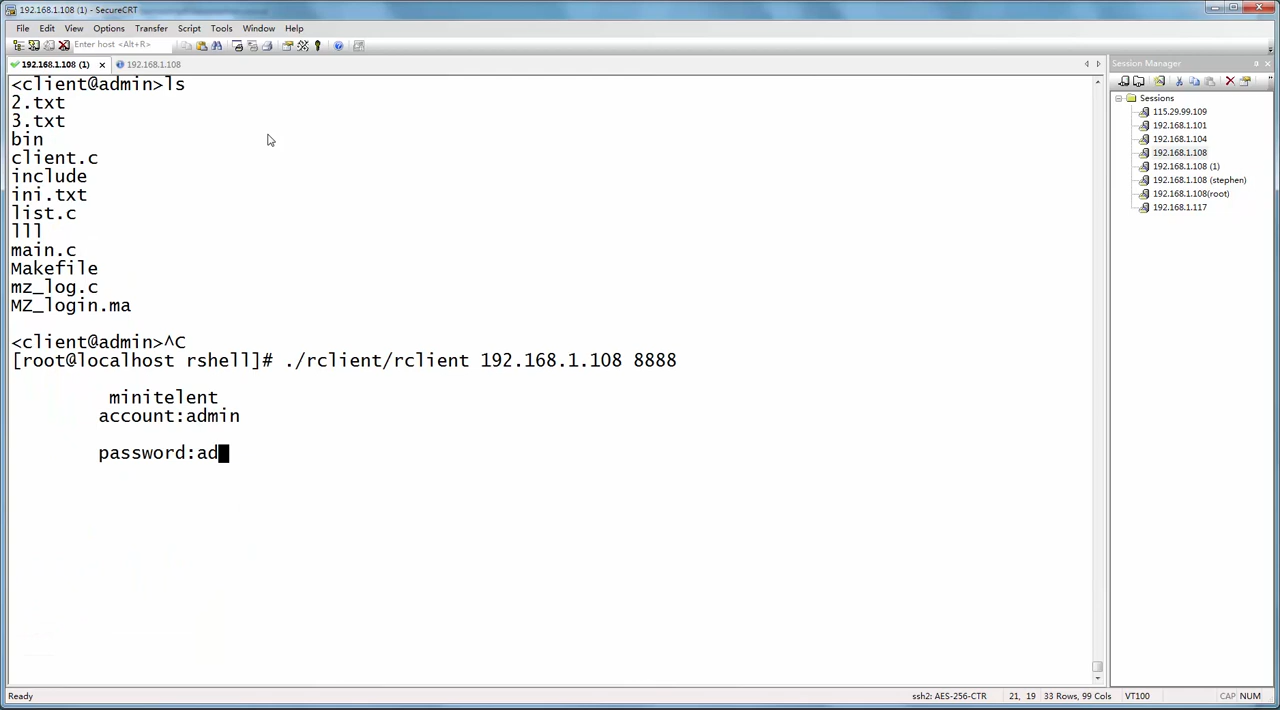 192.168.1.108 (1) - SecureCRT
File Edit View Options Transfer Script Tools Window Help
Enter host <Alt+R>
192.168.1.108 (1) 192.168.1.108
<client@admin>ls
2.txt
3.txt
bin
client.c
include
ini.txt
list.c
lll
main.c
Makefile
mz_log.c
MZ_login.ma
<client@admin>^C
[root@localhost rshell]# ./rclient/rclient 192.168.1.108 8888
minitelent
account:admin
password:ad
Session Manager
Sessions
115.29.99.109
192.168.1.101
192.168.1.104
192.168.1.108
192.168.1.108 (1)
192.168.1.108 (stephen)
192.168.1.108(root)
192.168.1.117
Ready ssh2: AES-256-CTR 21, 19 33 Rows, 99 Cols VT100 CAP NUM